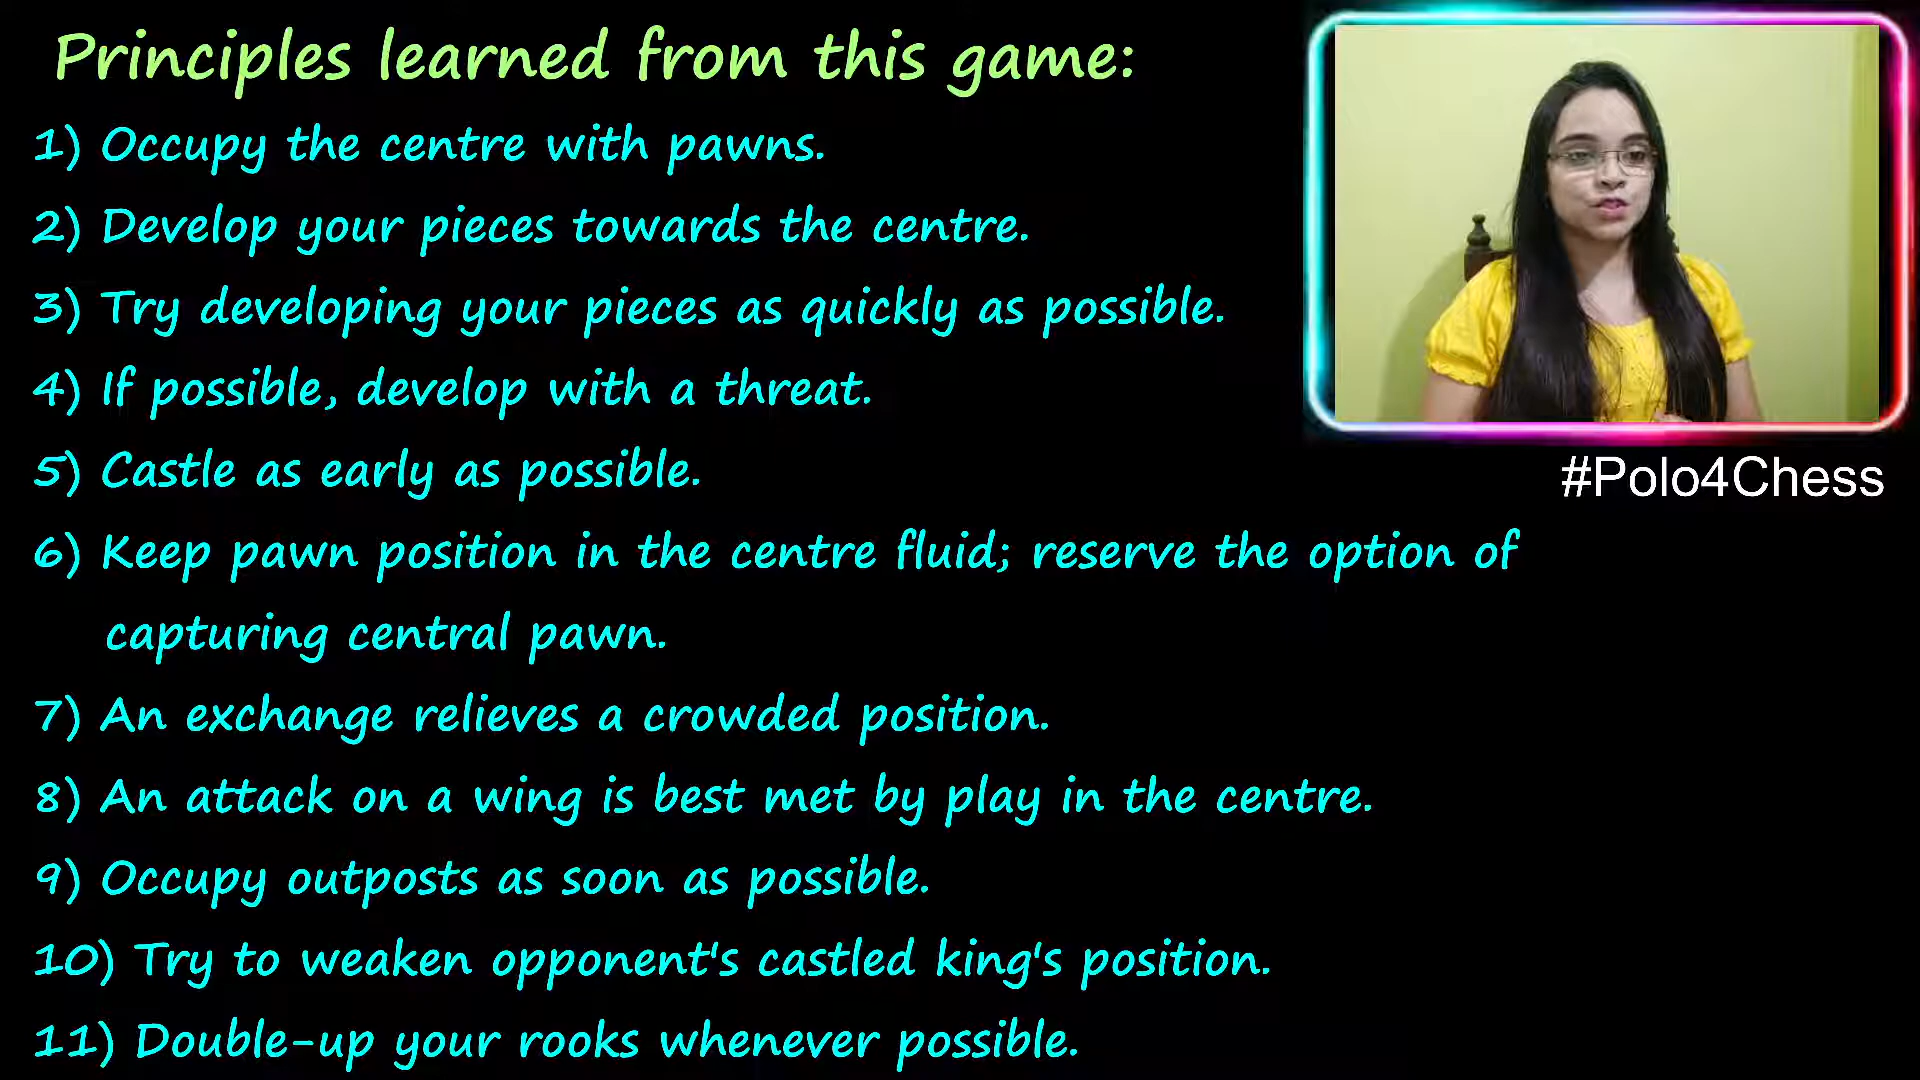 Principles learned from this game:
1) Occupy the centre with pawns.
2) Develop your pieces towards the centre.
3) Try developing your pieces as quickly as possible.
4) If possible, develop with a threat.
5) Castle as early as possible.
#Polo4Chess
6) Keep pawn position in the centre fluid; reserve the option of
capturing central pawn.
7) An exchange relieves a crowded position.
8) An attack on a wing is best met by play in the centre.
9) Occupy outposts as soon as possible.
10) Try to weaken opponent's castled king's position.
11) Double-up your rooks whenever possible.